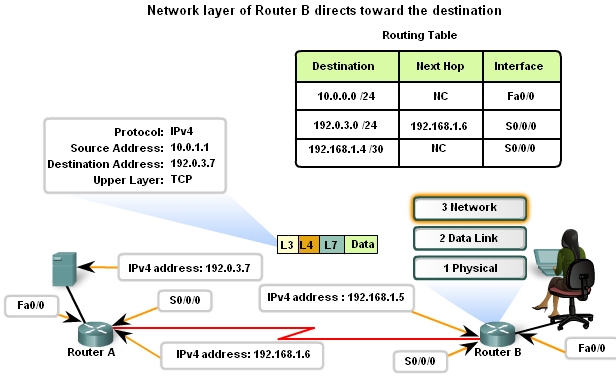 Network layer of Router B directs toward the destination
Routing Table
Destination Next Hop Interface
10.0.0.0 /24 NC Fa0/0
192.0.3.0 /24 192.168.1.6 S0/0/0
192.168.1.4 /30 NC S0/0/0
Protocol: IPv4
Source Address: 10.0.1.1
Destination Address: 192.0.3.7
Upper Layer: TCP
L3 L4 L7 Data
3 Network
2 Data Link
1 Physical
IPv4 address: 192.0.3.7
Fa0/0
S0/0/0
IPv4 address : 192.168.1.5
Router A
IPv4 address: 192.168.1.6
Router B
S0/0/0
Fa0/0